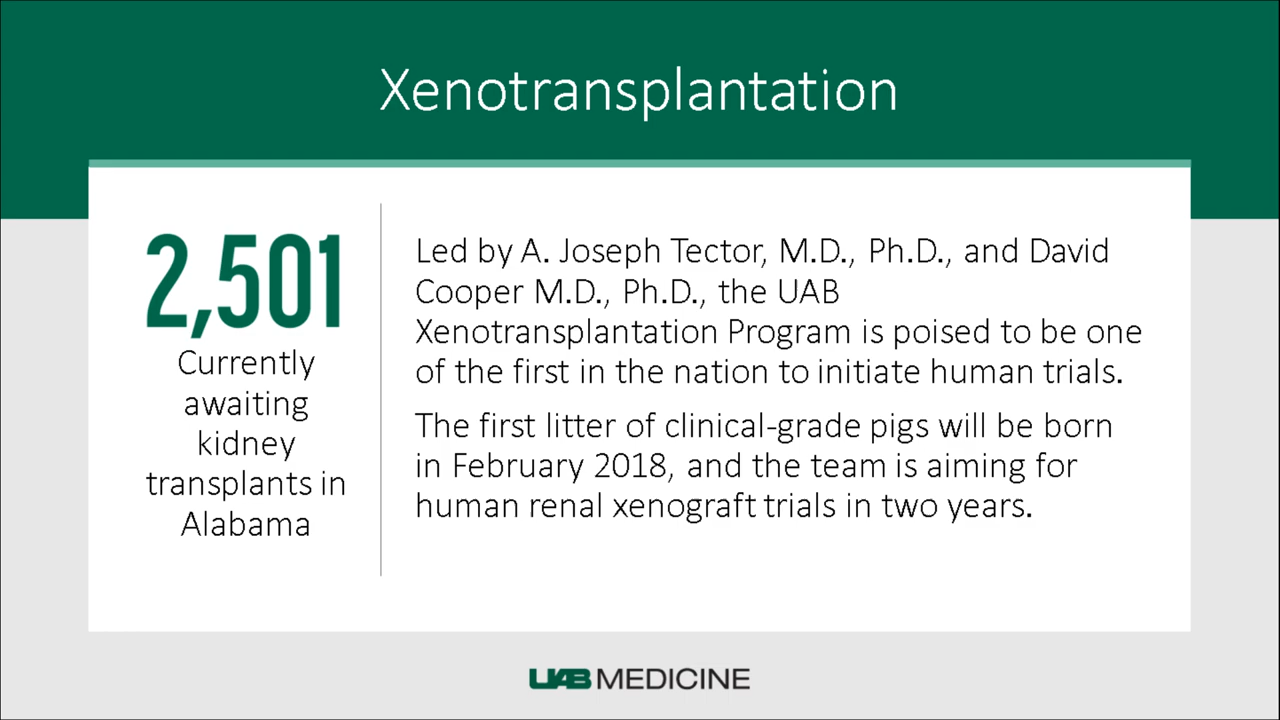 Xenotransplantation
2,501
Currently
awaiting
kidney
transplants in
Alabama
Led by A. Joseph Tector, M.D., Ph.D., and David
Cooper M.D., Ph.D., the UAB
Xenotransplantation Program is poised to be one
of the first in the nation to initiate human trials.
The first litter of clinical-grade pigs will be born
in February 2018, and the team is aiming for
human renal xenograft trials in two years.
UAB MEDICINE